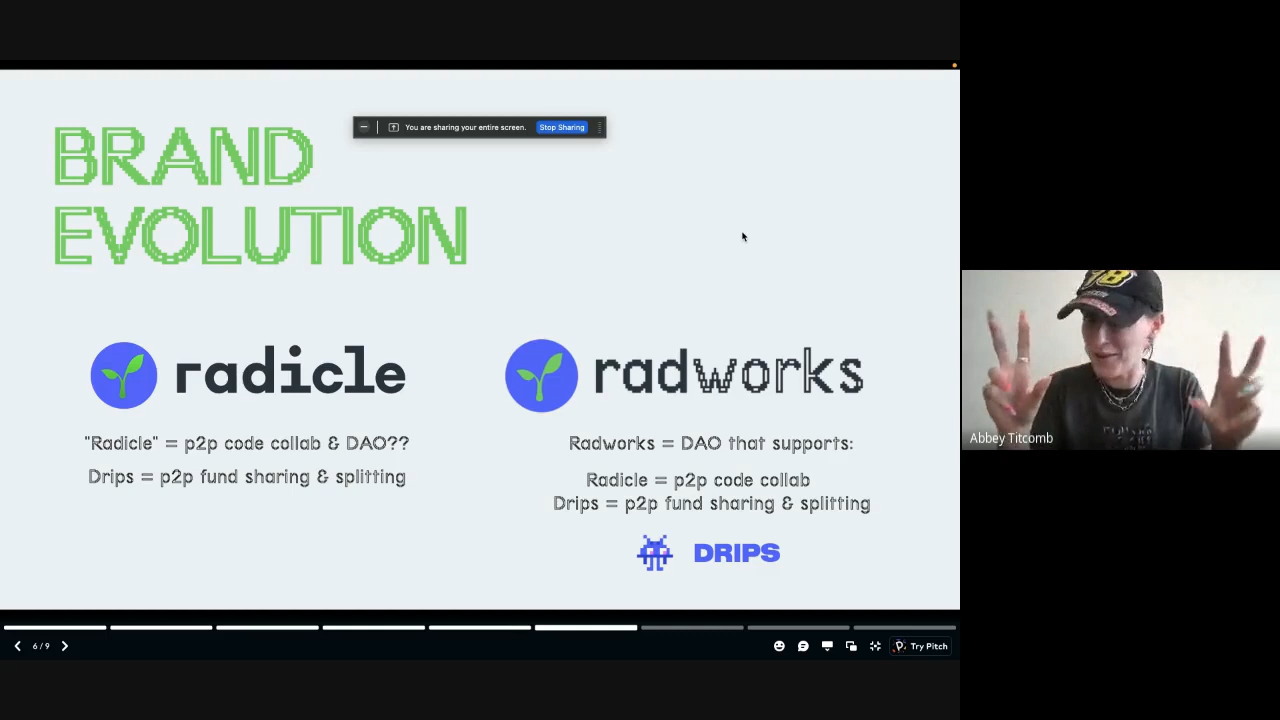 BRAND
EVOLUTION
You are sharing your entire screen. Stop Sharing
radicle
"Radicle" = p2p code collab & DAO??
Drips = p2p fund sharing & splitting
radworks
Radworks = DAO that supports:
Radicle = p2p code collab
Drips = p2p fund sharing & splitting
DRIPS
6 / 9
Try Pitch
78
Abbey Titcomb